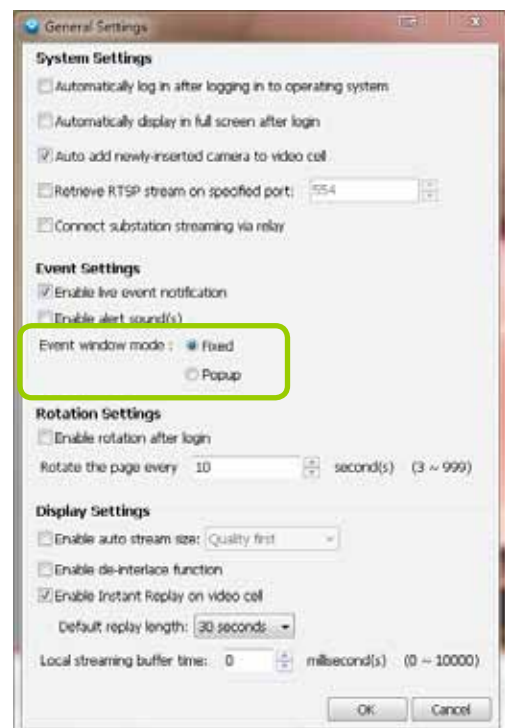 General Settings
System Settings
Automatically log in after logging in to operating system
Automatically display in full screen after login
Auto add newly-inserted camera to video cell
Retrieve RTSP stream on specified port: 554
Connect substation streaming via relay
Event Settings
Enable live event notification
Enable alert sound(s)
Event window mode : Fixed
Popup
Rotation Settings
Enable rotation after login
Rotate the page every 10 second(s) (3 ~ 999)
Display Settings
Enable auto stream size: Quality first
Enable de-interlace function
Enable Instant Replay on video cell
Default replay length: 30 seconds
Local streaming buffer time: 0 millisecond(s) (0 ~ 10000)
OK Cancel